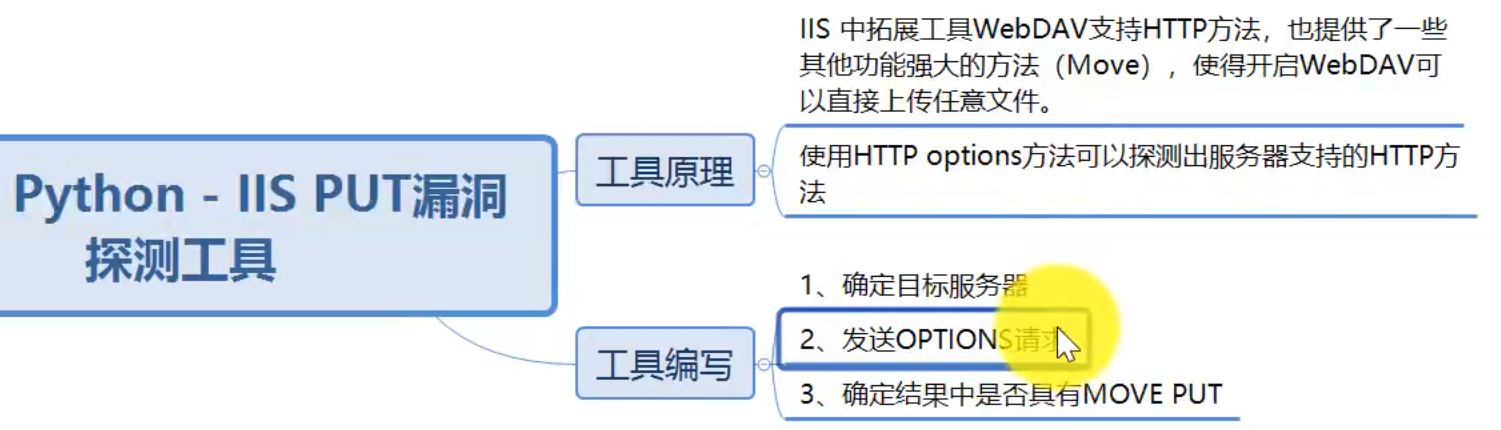 Python - IIS PUT漏洞
探测工具
工具原理
IIS 中拓展工具WebDAV支持HTTP方法，也提供了一些
其他功能强大的方法（Move），使得开启WebDAV可
以直接上传任意文件。
使用HTTP options方法可以探测出服务器支持的HTTP方
法
工具编写
1、确定目标服务器
2、发送OPTIONS请求
3、确定结果中是否具有MOVE PUT